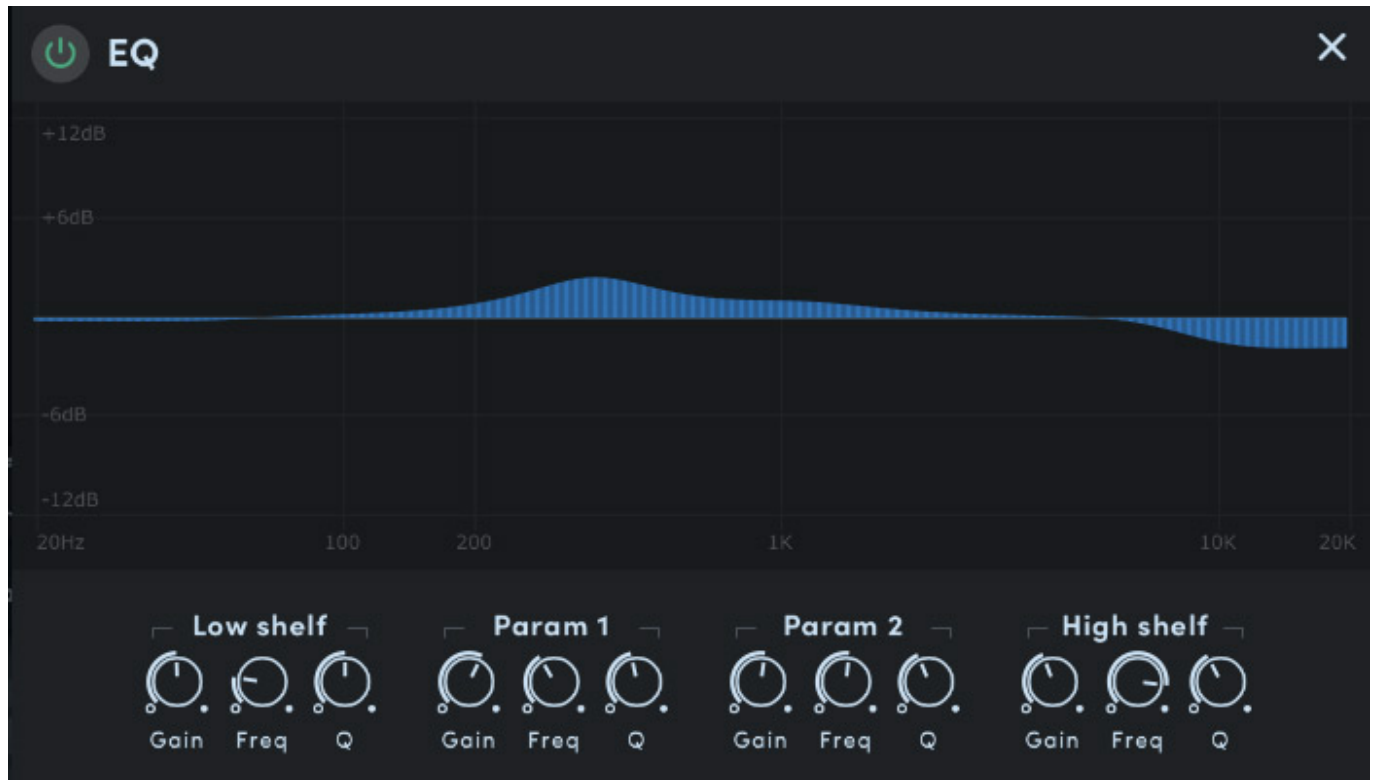 EQ
+12dB
+6dB
-6dB
-12dB
20Hz 100 200 1K 10K 20K
Low shelf Param 1 Param 2 High shelf
Gain Freq Q Gain Freq Q Gain Freq Q Gain Freq Q